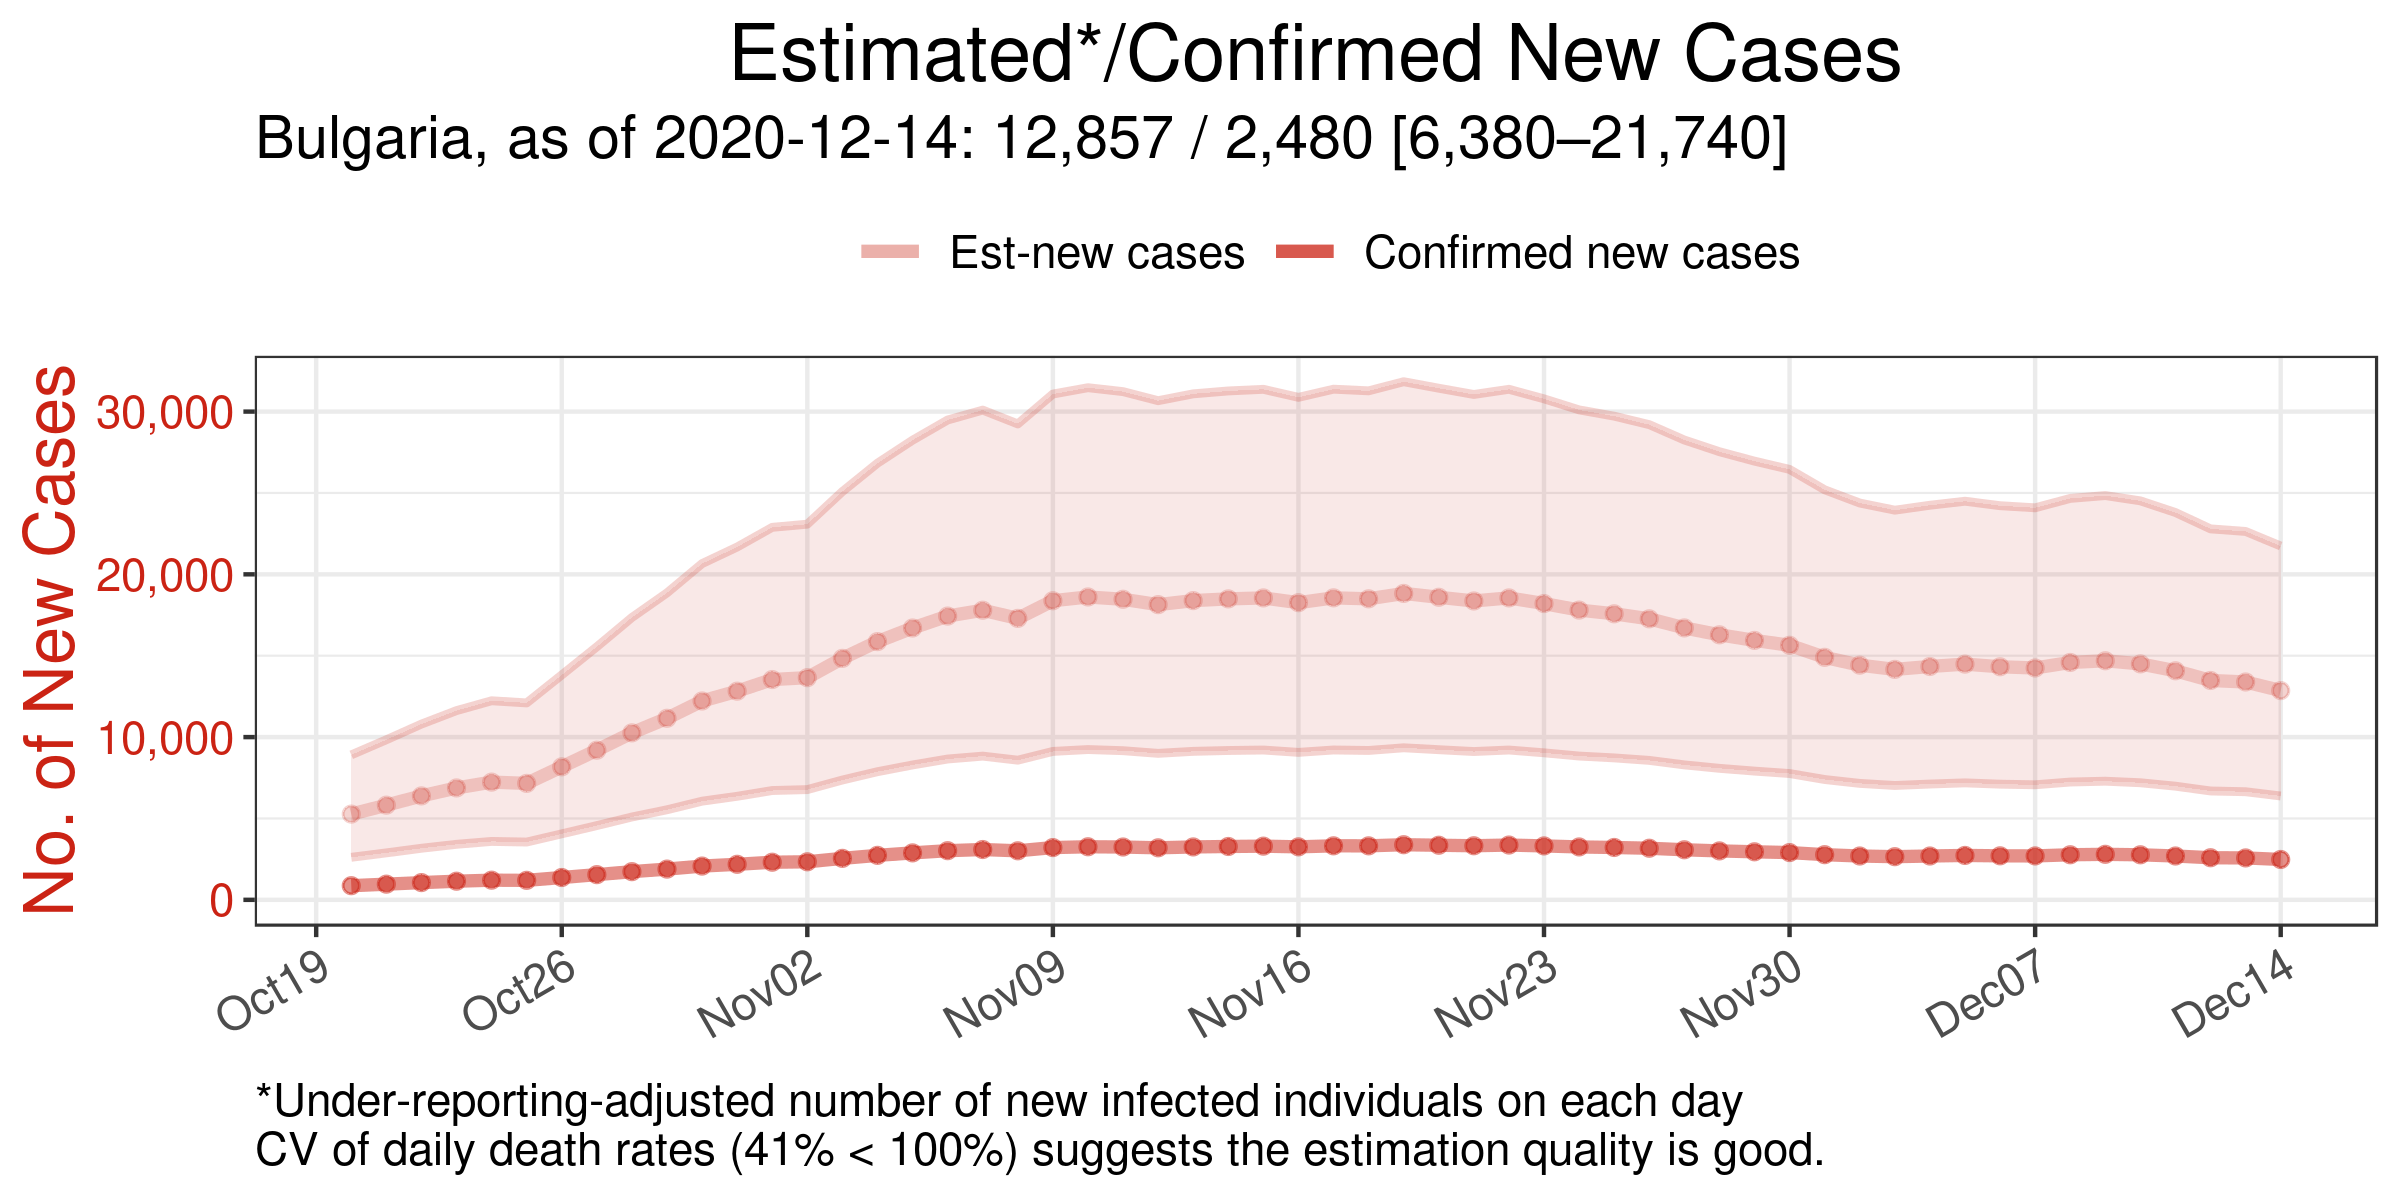 Estimated*/Confirmed New Cases
Bulgaria, as of 2020-12-14: 12,857 / 2,480 [6,380–21,740]
Est-new cases
Confirmed new cases
No. of New Cases
30,000
20,000
10,000
0
Oct19
Oct26
Nov02
Nov09
Nov16
Nov23
Nov30
Dec07
Dec14
*Under-reporting-adjusted number of new infected individuals on each day
CV of daily death rates (41% < 100%) suggests the estimation quality is good.